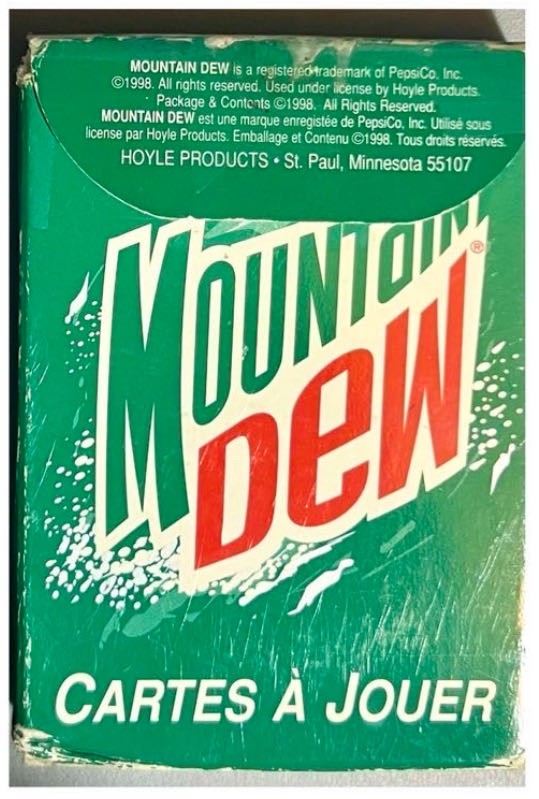 MOUNTAIN DEW is a registered trademark of PepsiCo, Inc.
©1998. All rights reserved. Used under license by Hoyle Products.
Package & Contents ©1998. All Rights Reserved.
MOUNTAIN DEW est une marque enregistée de PepsiCo, Inc. Utilisé sous
license par Hoyle Products. Emballage et Contenu ©1998. Tous droits réservés.
HOYLE PRODUCTS • St. Paul, Minnesota 55107
MOUNTAIN
DEW®
CARTES À JOUER